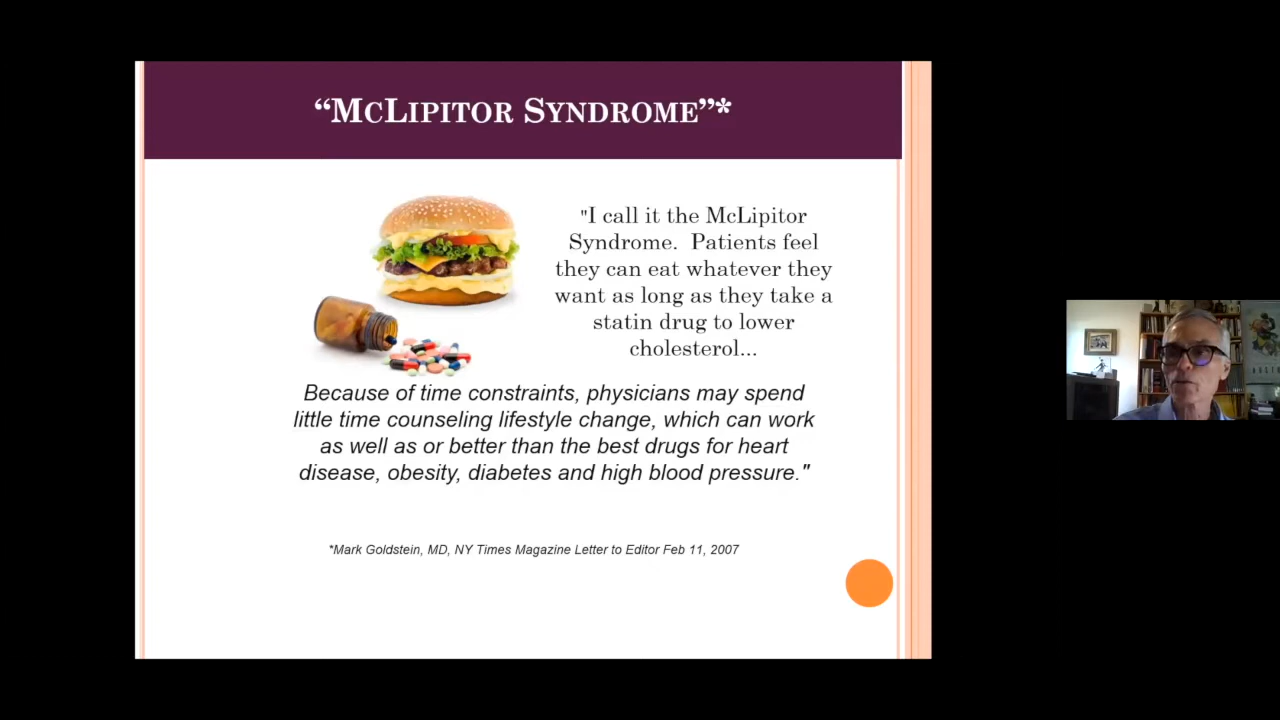 “McLipitor Syndrome”*
"I call it the McLipitor
Syndrome. Patients feel
they can eat whatever they
want as long as they take a
statin drug to lower
cholesterol...
Because of time constraints, physicians may spend
little time counseling lifestyle change, which can work
as well as or better than the best drugs for heart
disease, obesity, diabetes and high blood pressure."
*Mark Goldstein, MD, NY Times Magazine Letter to Editor Feb 11, 2007